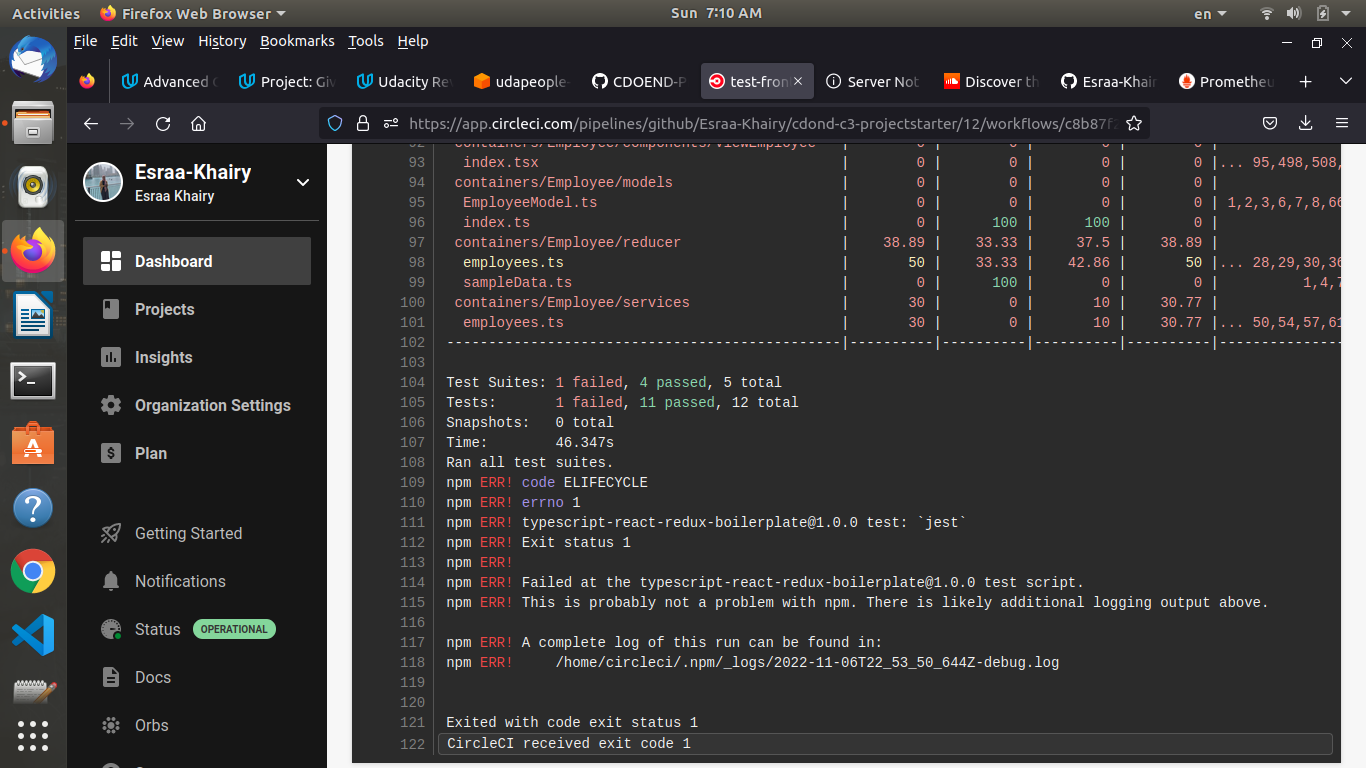 Activities Firefox Web Browser Sun 7:10 AM en
File Edit View History Bookmarks Tools Help
Advanced Project: Giv Udacity Re udapeople- CDOEND-P test-fron Server Not Discover th Esraa-Khair Prometheu
https://app.circleci.com/pipelines/github/Esraa-Khairy/cdond-c3-projectstarter/12/workflows/c8b87f
Esraa-Khairy
Esraa Khairy
Dashboard
Projects
Insights
Organization Settings
Plan
Getting Started
Notifications
Status OPERATIONAL
Docs
Orbs
92 containers/Employee/components/ViewEmployee | 0 | 0 | 0 | 0 |
93 index.tsx | 0 | 0 | 0 | 0 |... 95,498,508,
94 containers/Employee/models | 0 | 0 | 0 | 0 |
95 EmployeeModel.ts | 0 | 0 | 0 | 0 | 1,2,3,6,7,8,66
96 index.ts | 0 | 100 | 100 | 0 |
97 containers/Employee/reducer | 38.89 | 33.33 | 37.5 | 38.89 |
98 employees.ts | 50 | 33.33 | 42.86 | 50 |... 28,29,30,36
99 sampleData.ts | 0 | 100 | 0 | 0 | 1,4,7
100 containers/Employee/services | 30 | 0 | 10 | 30.77 |
101 employees.ts | 30 | 0 | 10 | 30.77 |... 50,54,57,61
102 -----------------------------------------------|----------|----------|----------|----------|---------------
103
104 Test Suites: 1 failed, 4 passed, 5 total
105 Tests: 1 failed, 11 passed, 12 total
106 Snapshots: 0 total
107 Time: 46.347s
108 Ran all test suites.
109 npm ERR! code ELIFECYCLE
110 npm ERR! errno 1
111 npm ERR! typescript-react-redux-boilerplate@1.0.0 test: `jest`
112 npm ERR! Exit status 1
113 npm ERR!
114 npm ERR! Failed at the typescript-react-redux-boilerplate@1.0.0 test script.
115 npm ERR! This is probably not a problem with npm. There is likely additional logging output above.
116
117 npm ERR! A complete log of this run can be found in:
118 npm ERR! /home/circleci/.npm/_logs/2022-11-06T22_53_50_644Z-debug.log
119
120
121 Exited with code exit status 1
122 CircleCI received exit code 1